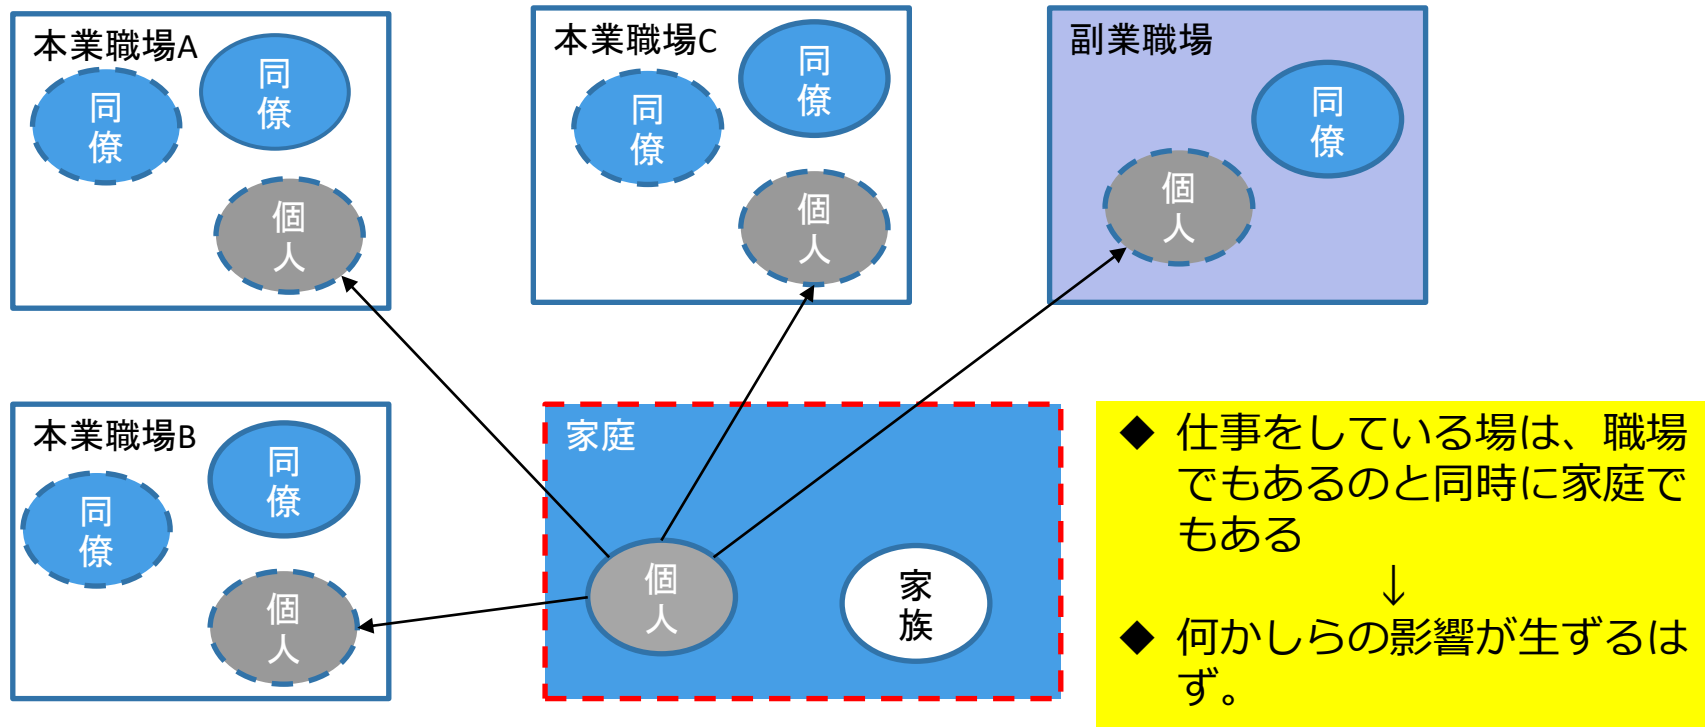 本業職場A
同
僚
同
僚
個
人
本業職場C
同
僚
同
僚
個
人
副業職場
同
僚
個
人
本業職場B
同
僚
同
僚
個
人
家庭
個
人
家
族
◆ 仕事をしている場は、職場
でもあるのと同時に家庭で
もある
↓
◆ 何かしらの影響が生ずるは
ず。